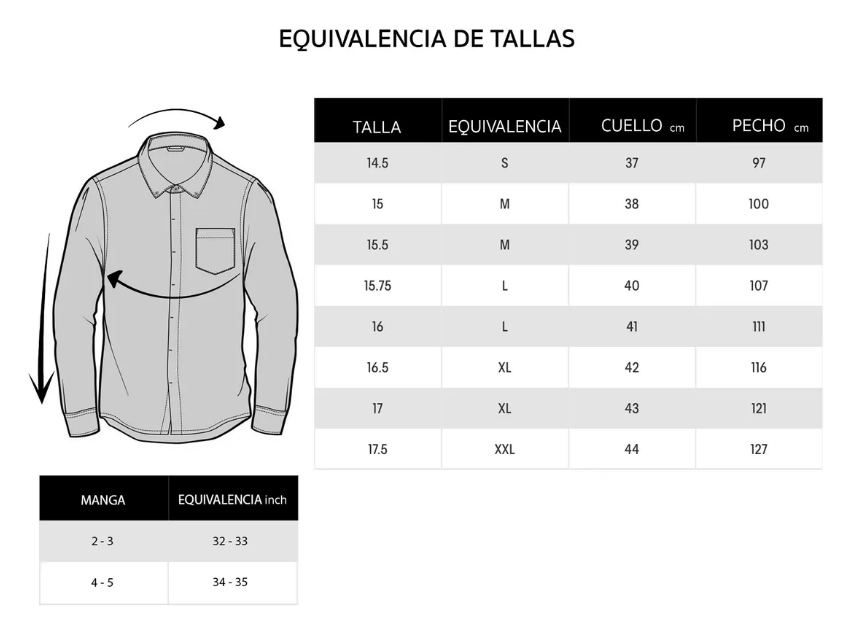 EQUIVALENCIA DE TALLAS
TALLA EQUIVALENCIA CUELLO cm PECHO cm
14.5 S 37 97
15 M 38 100
15.5 M 39 103
15.75 L 40 107
16 L 41 111
16.5 XL 42 116
17 XL 43 121
17.5 XXL 44 127
MANGA EQUIVALENCIA inch
2 - 3 32 - 33
4 - 5 34 - 35